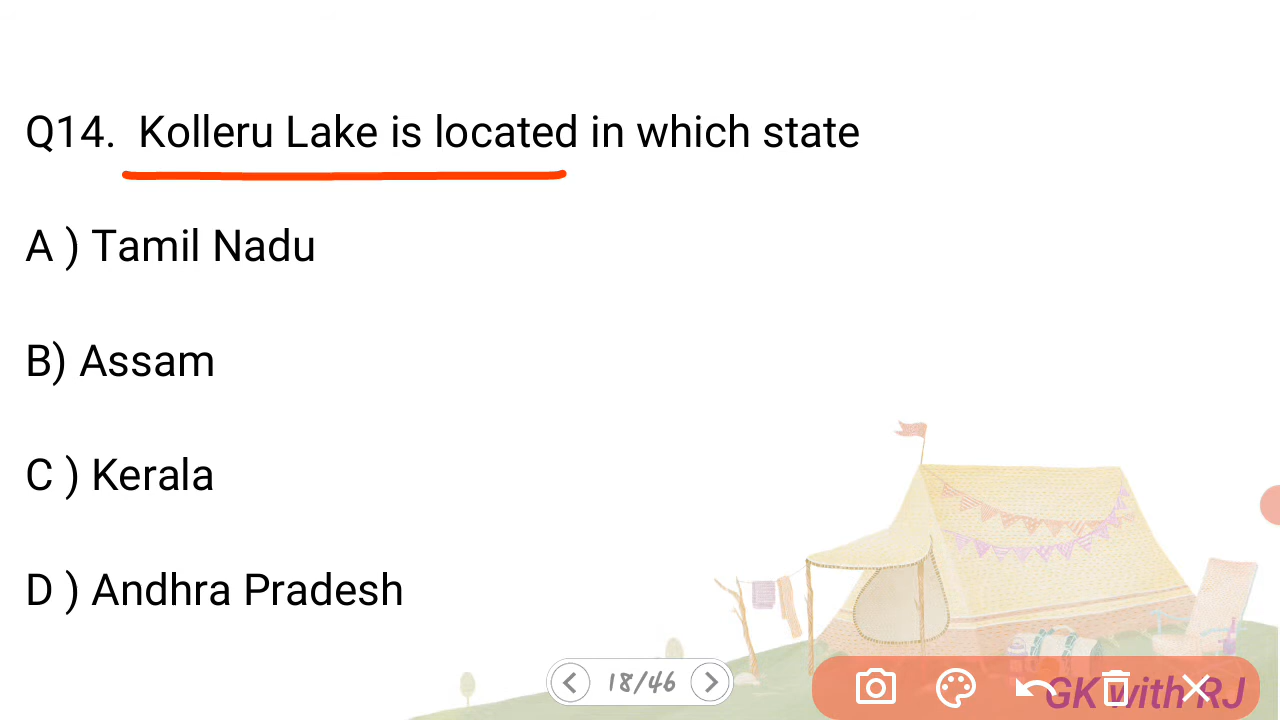 Q14. Kolleru Lake is located in which state
A ) Tamil Nadu
B) Assam
C ) Kerala
D ) Andhra Pradesh
18/46
GK with RJ